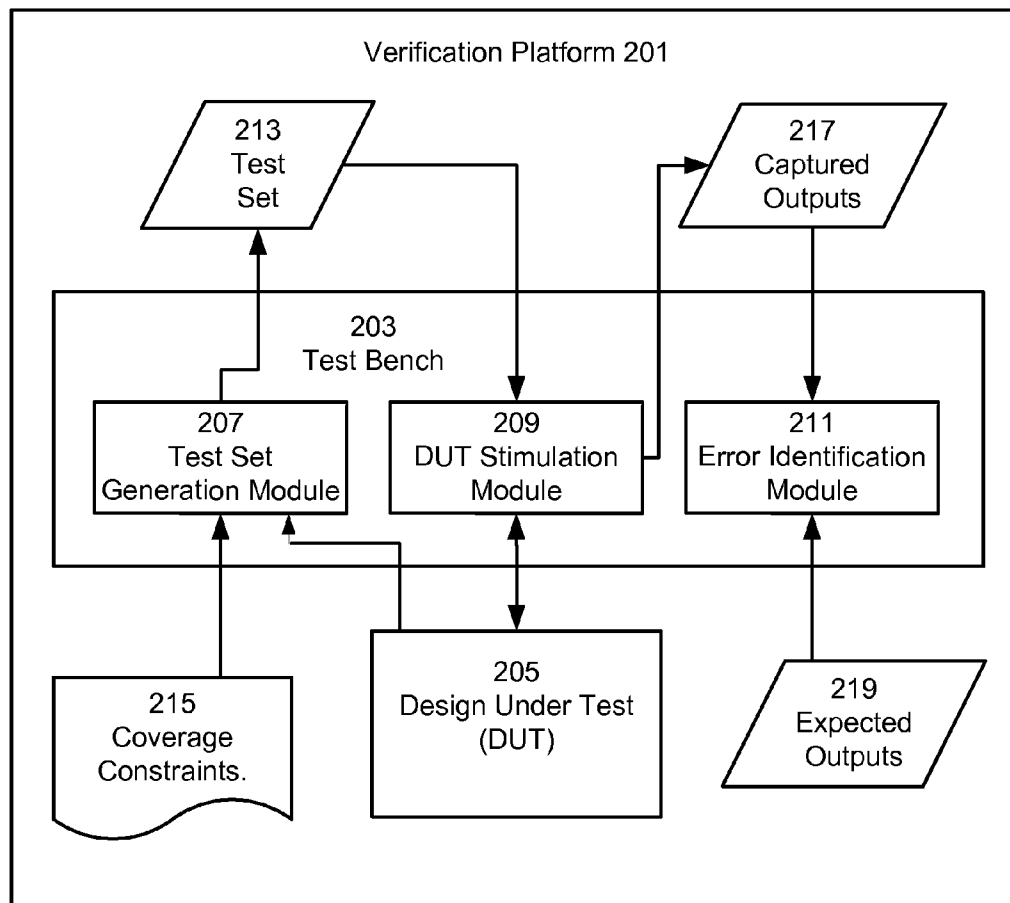 Verification Platform 201
213
Test
Set
217
Captured
Outputs
203
Test Bench
207
Test Set
Generation Module
209
DUT Stimulation
Module
211
Error Identification
Module
215
Coverage
Constraints.
205
Design Under Test
(DUT)
219
Expected
Outputs